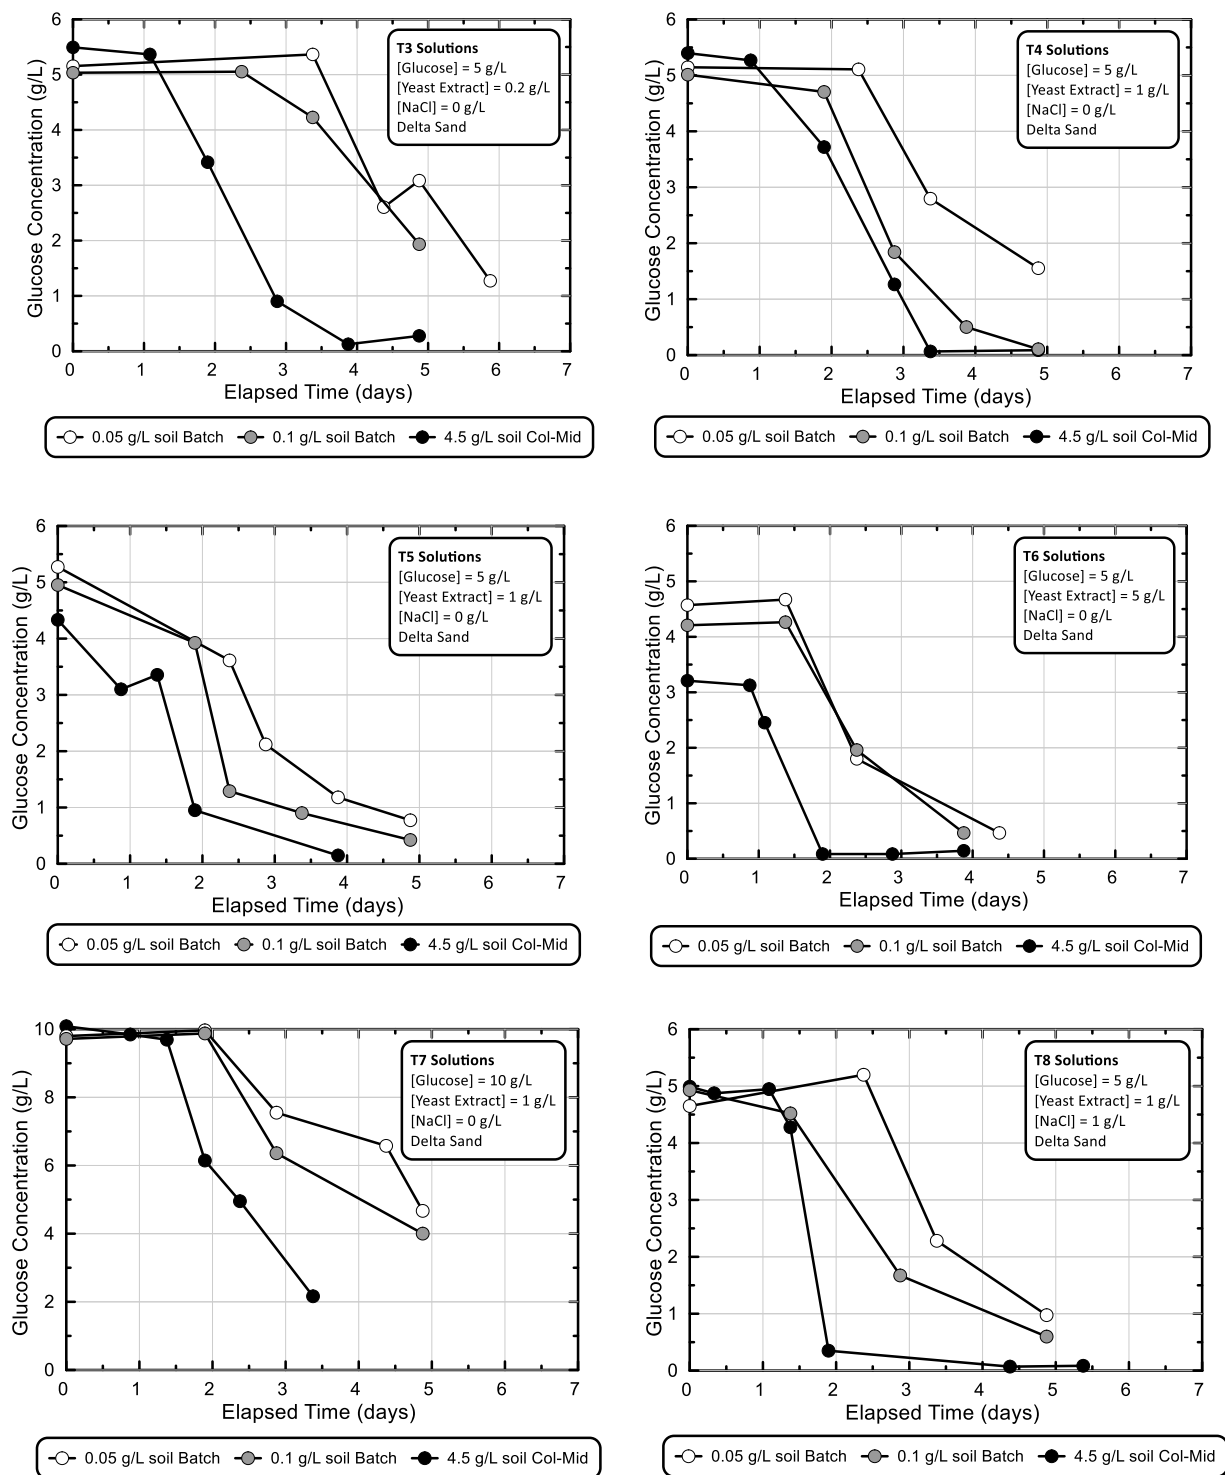 T3 Solutions
[Glucose] = 5 g/L
[Yeast Extract] = 0.2 g/L
[NaCl] = 0 g/L
Delta Sand
Glucose Concentration (g/L)
6
5
4
3
2
1
0
0 1 2 3 4 5 6 7
Elapsed Time (days)
0.05 g/L soil Batch 0.1 g/L soil Batch 4.5 g/L soil Col-Mid
T4 Solutions
[Glucose] = 5 g/L
[Yeast Extract] = 1 g/L
[NaCl] = 0 g/L
Delta Sand
Glucose Concentration (g/L)
6
5
4
3
2
1
0
0 1 2 3 4 5 6 7
Elapsed Time (days)
0.05 g/L soil Batch 0.1 g/L soil Batch 4.5 g/L soil Col-Mid
T5 Solutions
[Glucose] = 5 g/L
[Yeast Extract] = 1 g/L
[NaCl] = 0 g/L
Delta Sand
Glucose Concentration (g/L)
6
5
4
3
2
1
0
0 1 2 3 4 5 6 7
Elapsed Time (days)
0.05 g/L soil Batch 0.1 g/L soil Batch 4.5 g/L soil Col-Mid
T6 Solutions
[Glucose] = 5 g/L
[Yeast Extract] = 5 g/L
[NaCl] = 0 g/L
Delta Sand
Glucose Concentration (g/L)
6
5
4
3
2
1
0
0 1 2 3 4 5 6 7
Elapsed Time (days)
0.05 g/L soil Batch 0.1 g/L soil Batch 4.5 g/L soil Col-Mid
T7 Solutions
[Glucose] = 10 g/L
[Yeast Extract] = 1 g/L
[NaCl] = 0 g/L
Delta Sand
Glucose Concentration (g/L)
10
8
6
4
2
0
0 1 2 3 4 5 6 7
Elapsed Time (days)
0.05 g/L soil Batch 0.1 g/L soil Batch 4.5 g/L soil Col-Mid
T8 Solutions
[Glucose] = 5 g/L
[Yeast Extract] = 1 g/L
[NaCl] = 1 g/L
Delta Sand
Glucose Concentration (g/L)
6
5
4
3
2
1
0
0 1 2 3 4 5 6 7
Elapsed Time (days)
0.05 g/L soil Batch 0.1 g/L soil Batch 4.5 g/L soil Col-Mid